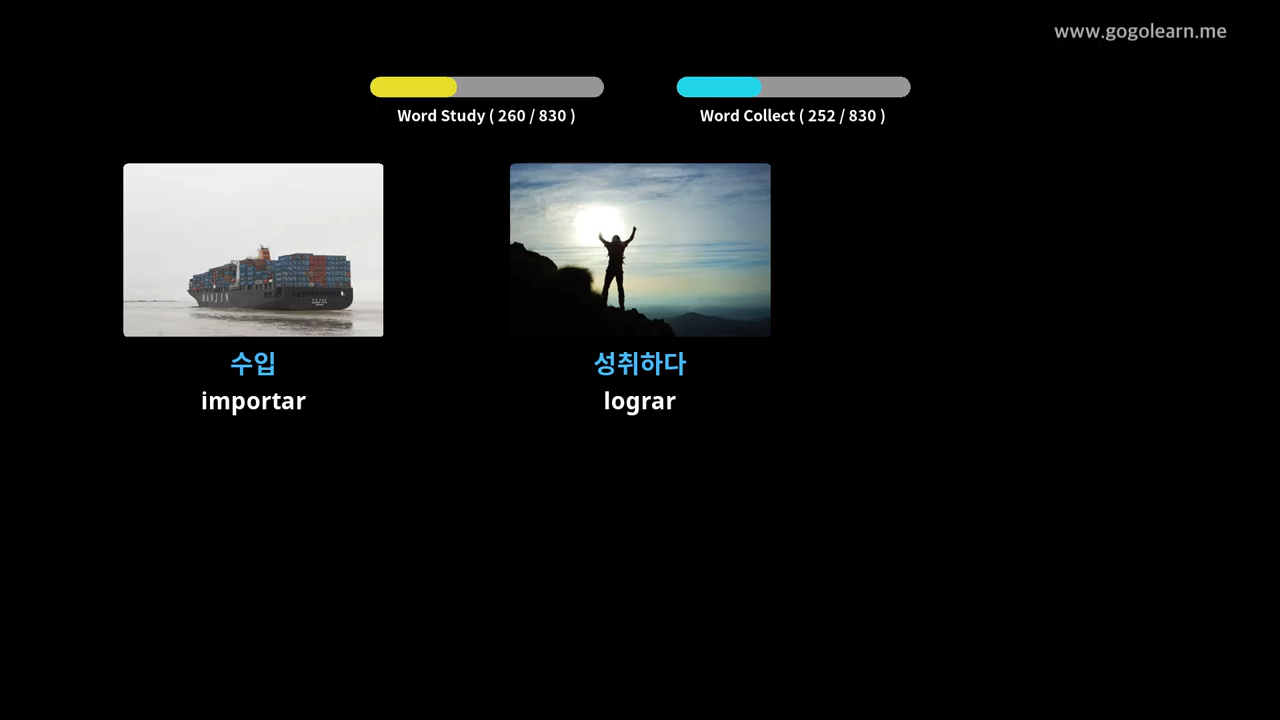 www.gogolearn.me
Word Study ( 260 / 830 )
Word Collect ( 252 / 830 )
HANJIN
수입
importar
성취하다
lograr